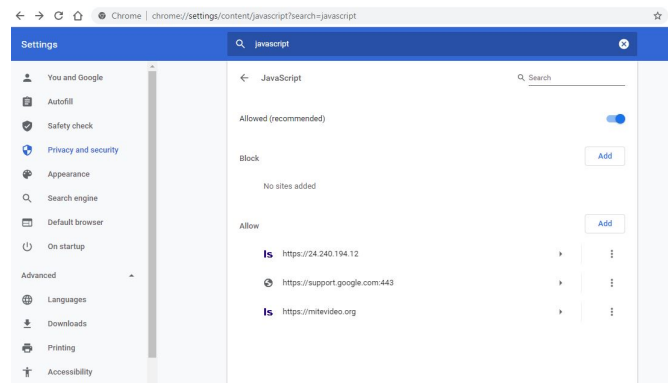 Chrome | chrome://settings/content/javascript?search=javascript
Settings
javascript
You and Google
Autofill
Safety check
Privacy and security
Appearance
Search engine
Default browser
On startup
Advanced
Languages
Downloads
Printing
Accessibility
JavaScript
Search
Allowed (recommended)
Block
Add
No sites added
Allow
Add
ls https://24.240.194.12
https://support.google.com:443
ls https://mitevideo.org